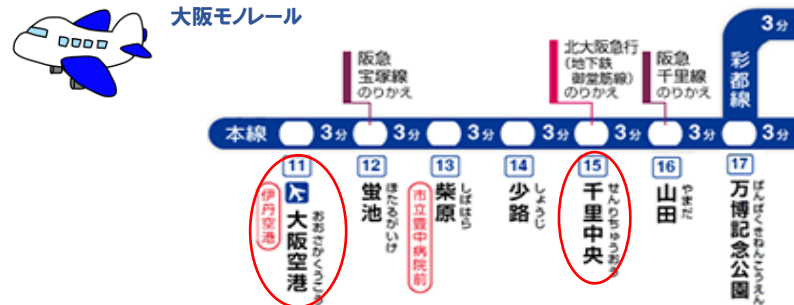 大阪モノレール
阪急
宝塚線
のりかえ
北大阪急行
(地下鉄
御堂筋線)
のりかえ
阪急
千里線
のりかえ
彩都線
3分
本線
3分
3分
3分
3分
3分
3分
3分
11
伊丹空港
大阪空港
おおさかくうこう
12
蛍池
ほたるがいけ
13
市立豊中病院前
柴原
しばはら
14
少路
しょうじ
15
千里中央
せんりちゅうおう
16
山田
やまだ
17
万博記念公園
ばんぱくきねんこうえん